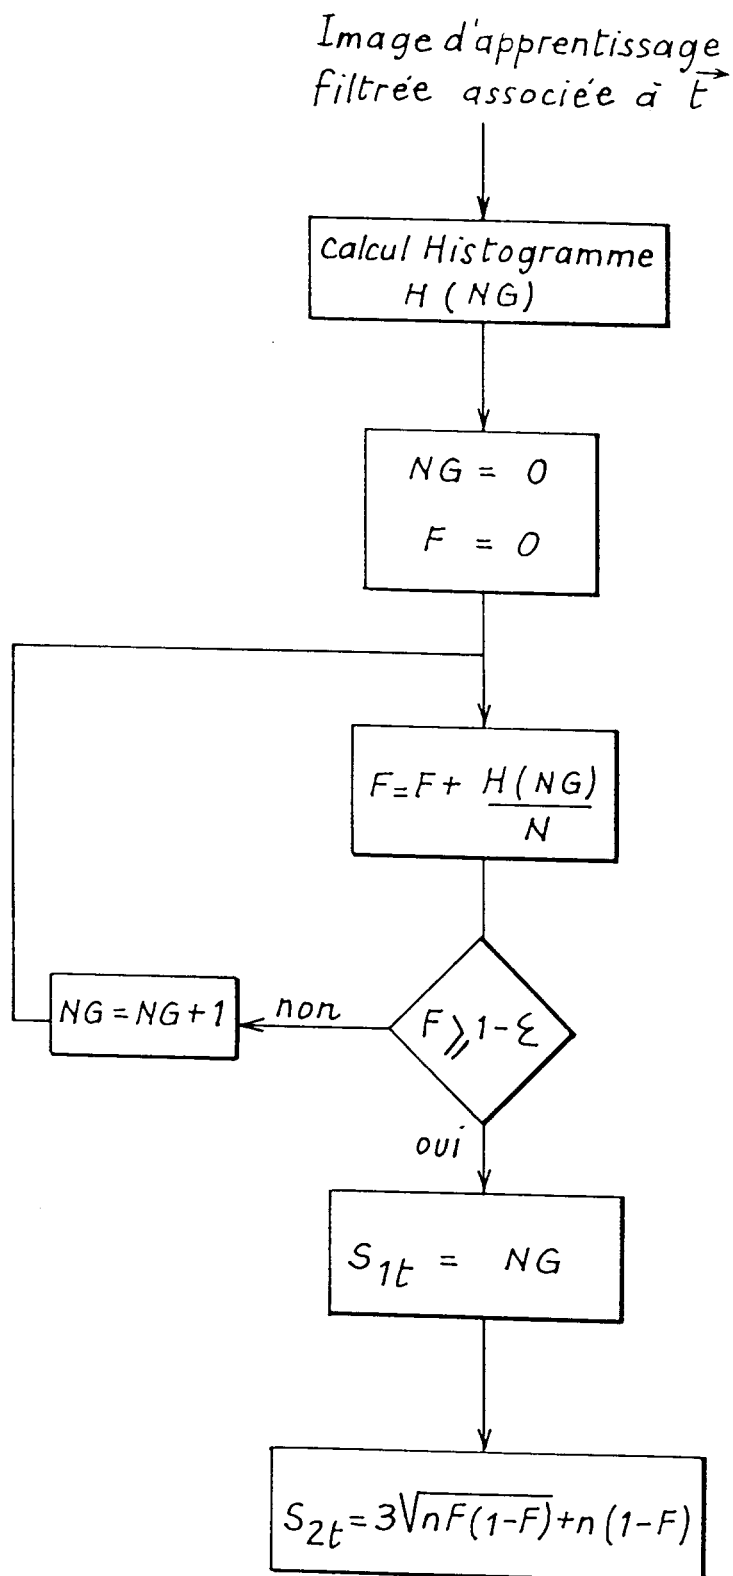 Image d'apprentissage
filtrée associée à t⃗
Calcul Histogramme
H (NG)
NG = 0
F = 0
F = F + H(NG)/N
NG = NG + 1
non
F ⩾ 1 - ε
oui
S₁t = NG
S₂t = 3√nF(1-F) + n(1-F)